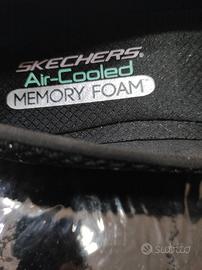 SKECHERS
Air-Cooled
MEMORY FOAM
subito